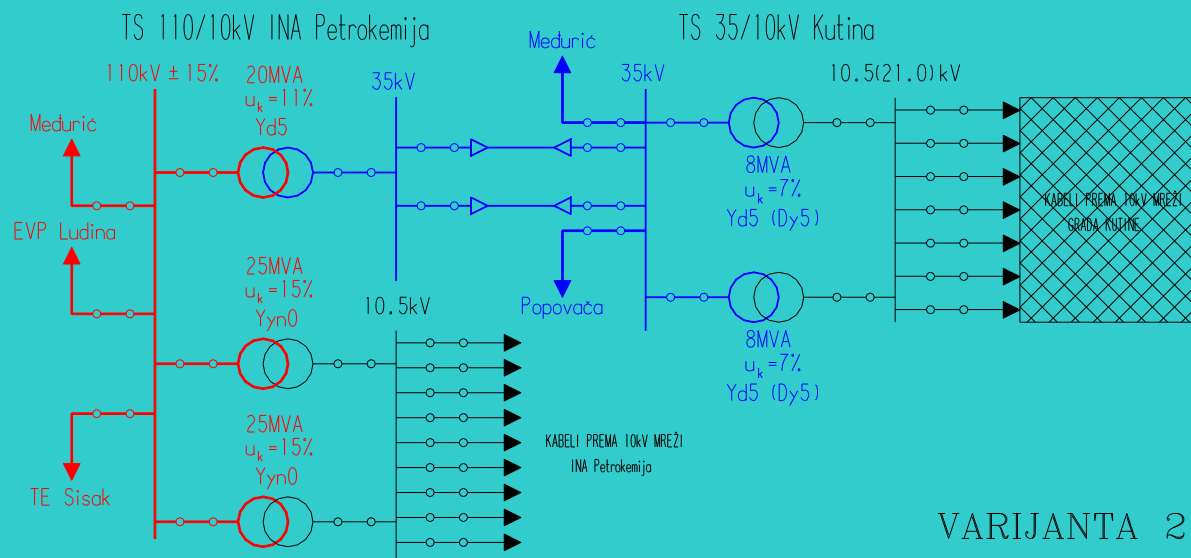 TS 110/10kV INA Petrokemija
TS 35/10kV Kutina
110kV ± 15%
20MVA
uk=11%
Yd5
35kV
Međurić
35kV
10.5(21.0)kV
Međurić
8MVA
uk=7%
Yd5 (Dy5)
KABELI PREMA 10kV MREŽI
GRADA KUTINE
EVP Ludina
25MVA
uk=15%
Yyn0
10.5kV
Popovača
8MVA
uk=7%
Yd5 (Dy5)
25MVA
uk=15%
Yyn0
KABELI PREMA 10kV MREŽI
INA Petrokemija
TE Sisak
VARIJANTA 2